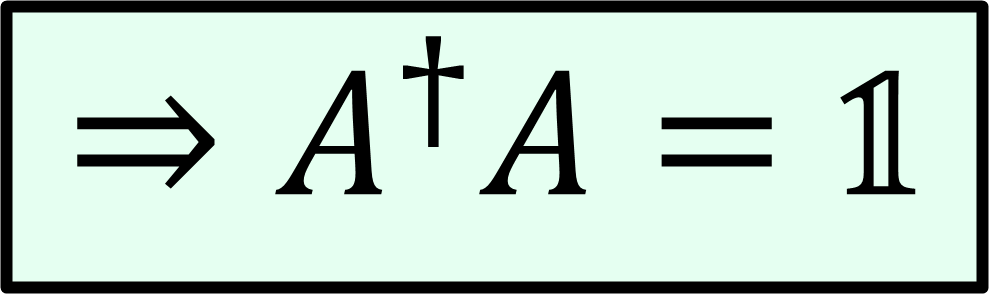 ⇒ A†A = 𝟙